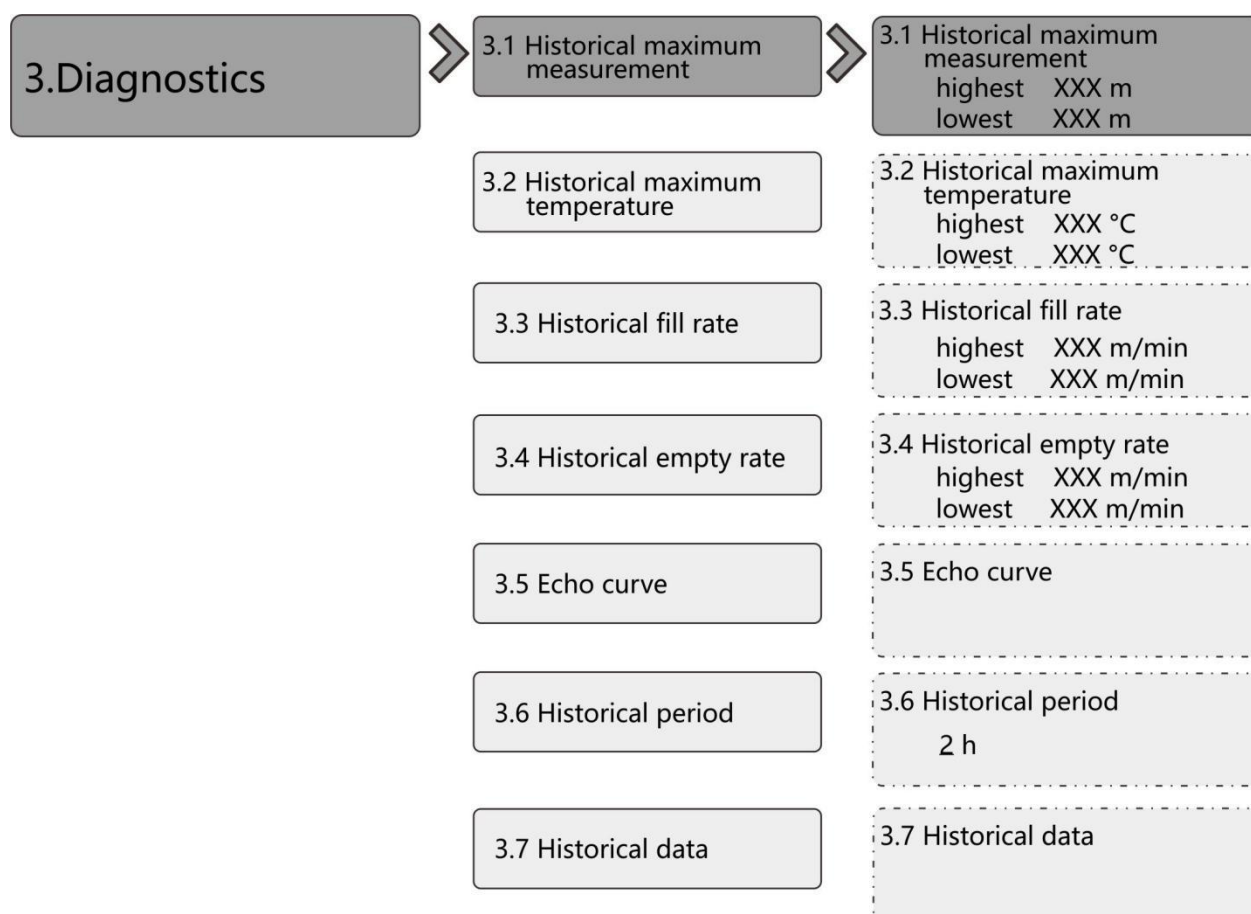 3.Diagnostics
3.1 Historical maximum
measurement
3.1 Historical maximum
measurement
highest XXX m
lowest XXX m
3.2 Historical maximum
temperature
3.2 Historical maximum
temperature
highest XXX °C
lowest XXX °C
3.3 Historical fill rate
3.3 Historical fill rate
highest XXX m/min
lowest XXX m/min
3.4 Historical empty rate
3.4 Historical empty rate
highest XXX m/min
lowest XXX m/min
3.5 Echo curve
3.5 Echo curve
3.6 Historical period
3.6 Historical period
2 h
3.7 Historical data
3.7 Historical data